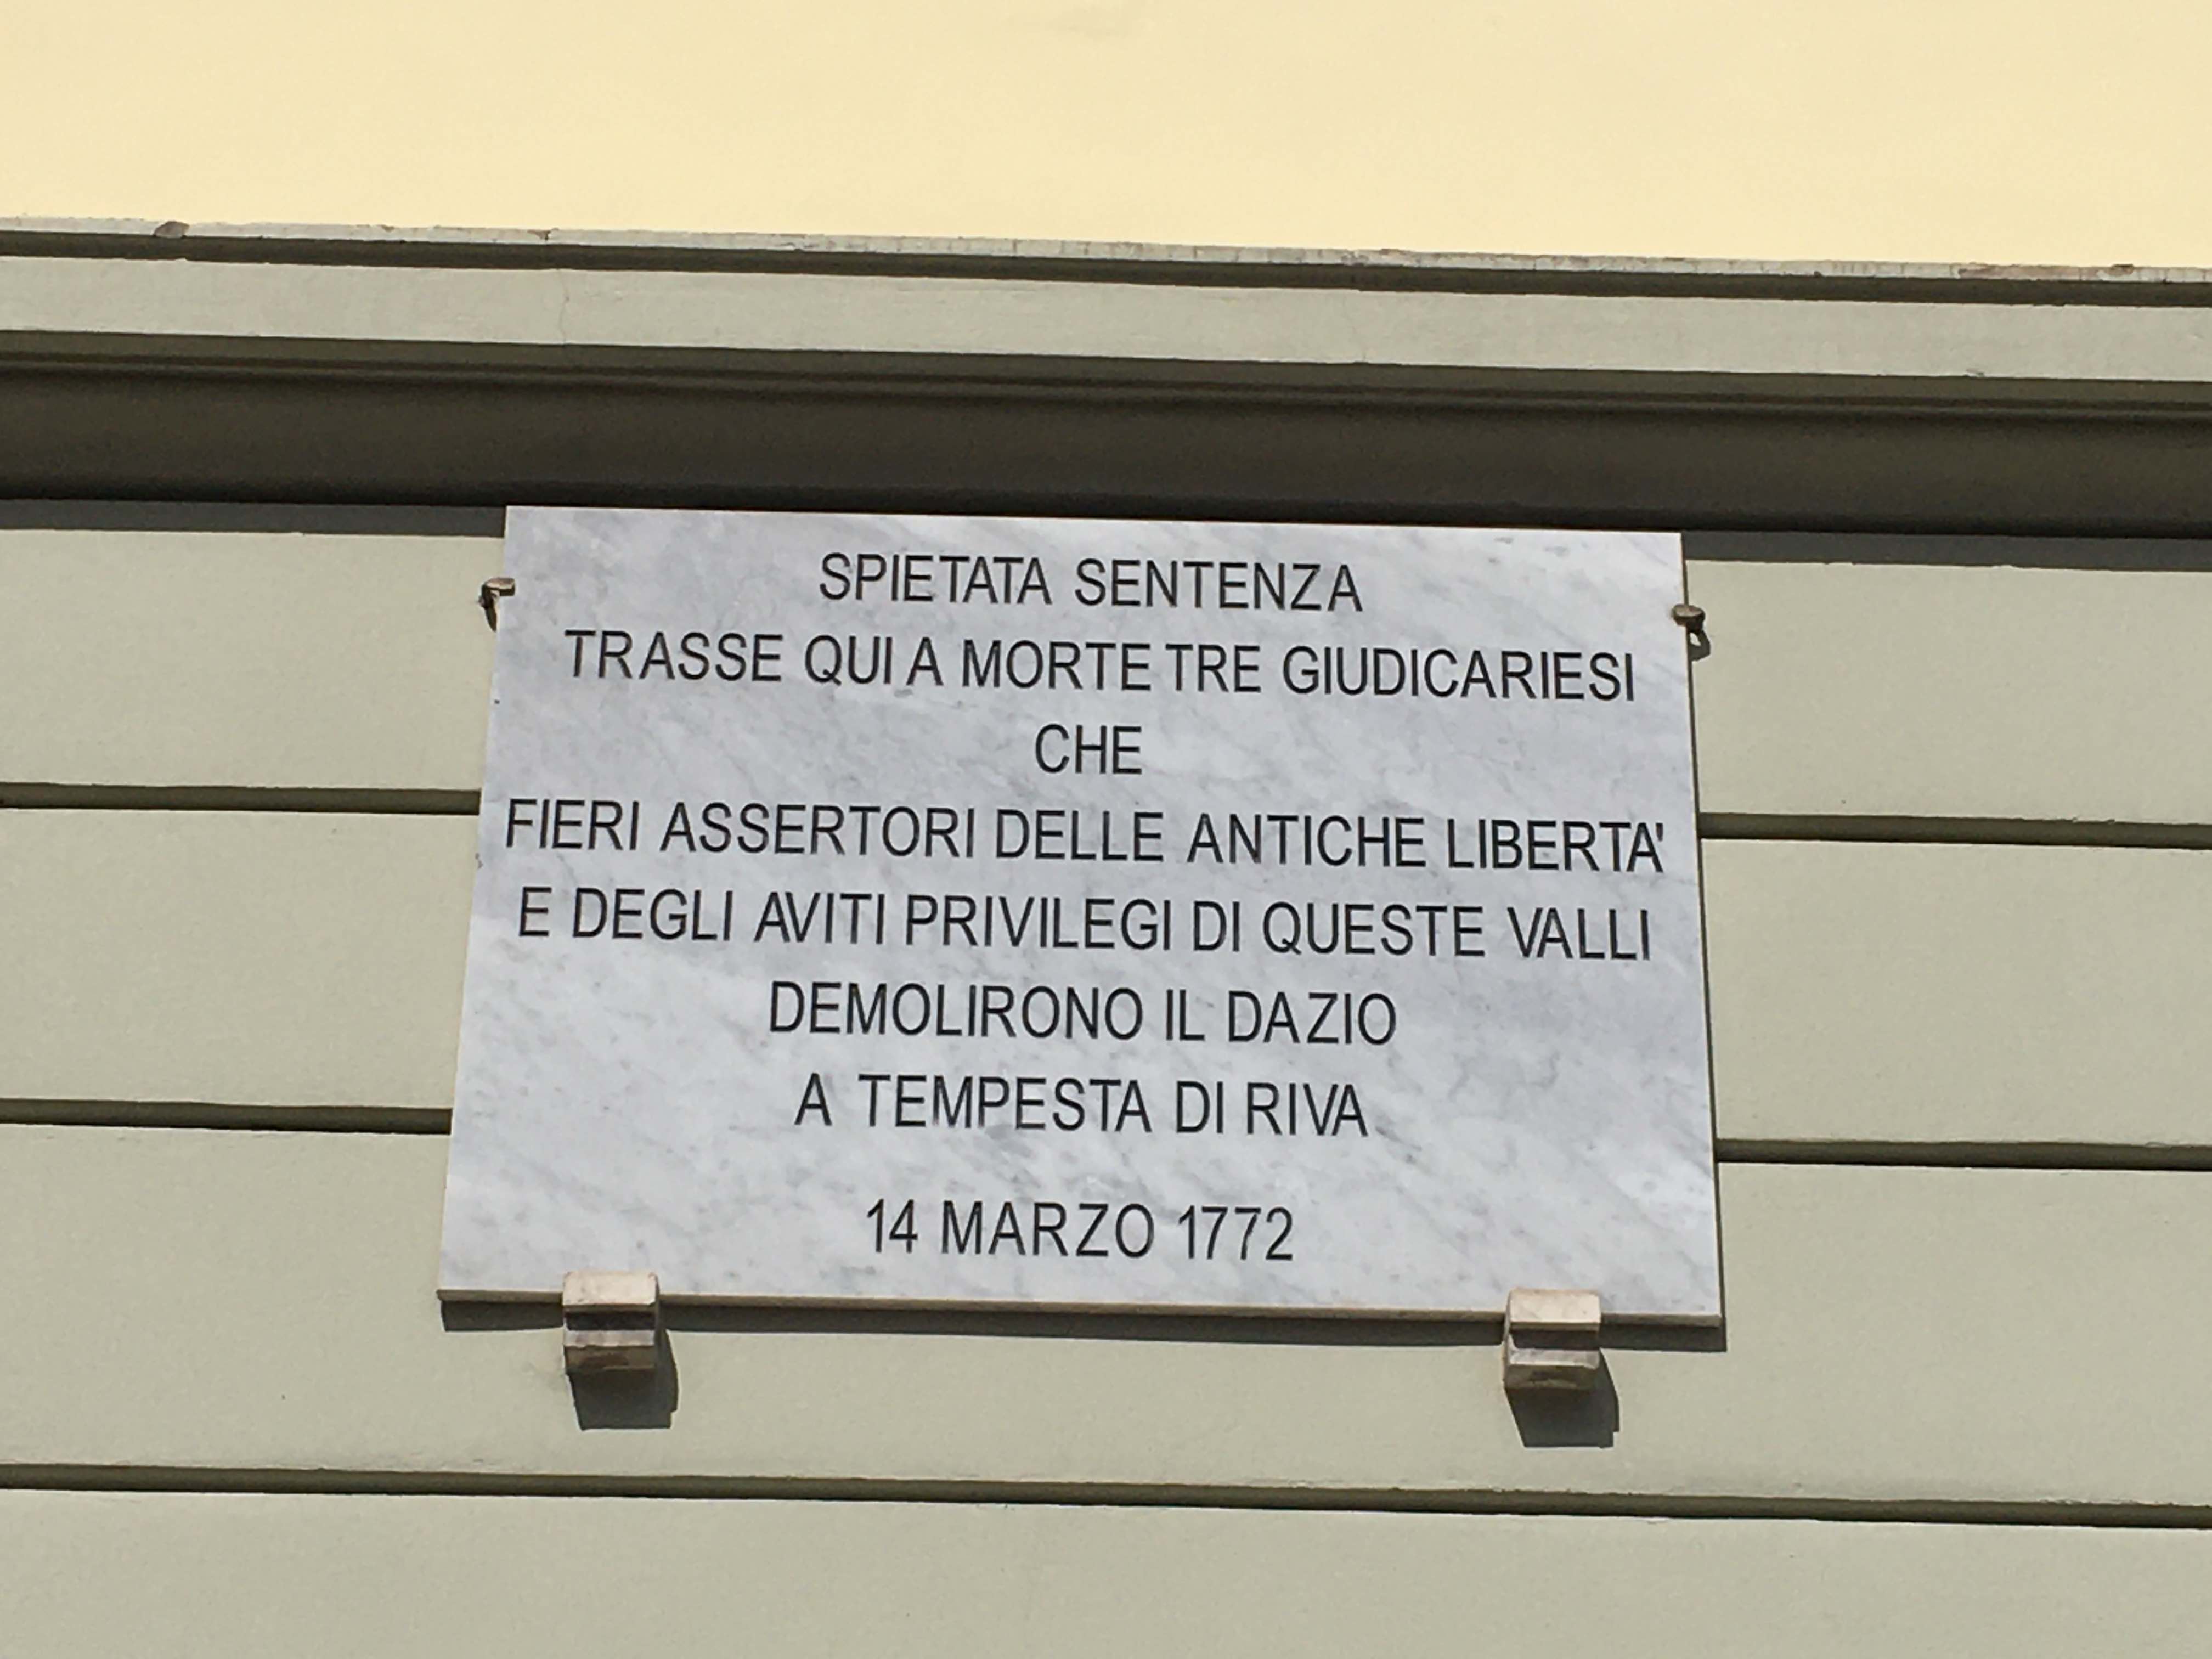 SPIETATA SENTENZA
TRASSE QUI A MORTE TRE GIUDICARIESI
CHE
FIERI ASSERTORI DELLE ANTICHE LIBERTA'
E DEGLI AVITI PRIVILEGI DI QUESTE VALLI
DEMOLIRONO IL DAZIO
A TEMPESTA DI RIVA
14 MARZO 1772